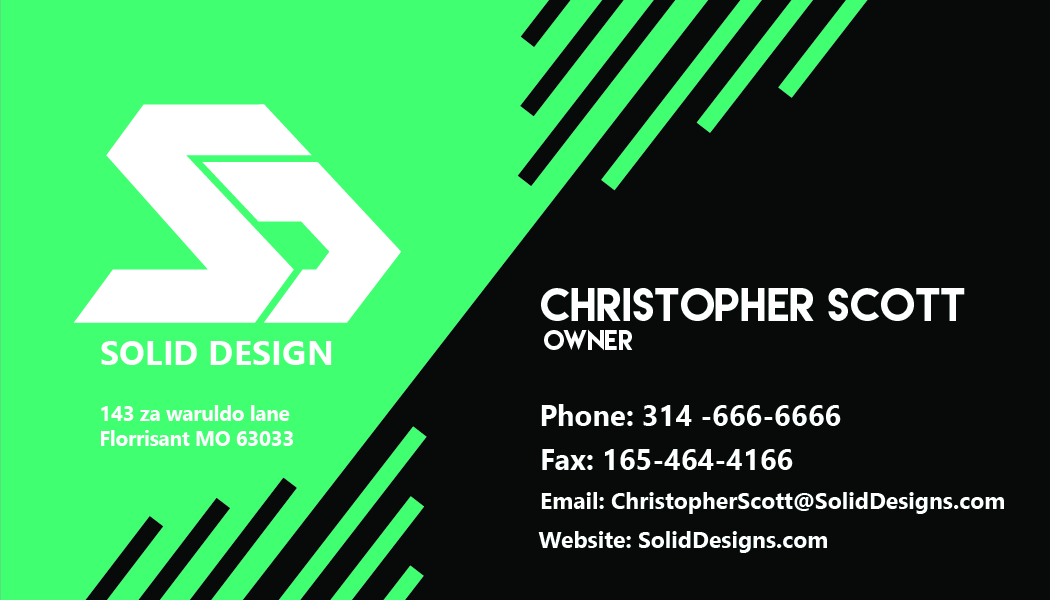 SOLID DESIGN
143 za waruldo lane
Florrisant MO 63033
CHRISTOPHER SCOTT
OWNER
Phone: 314 -666-6666
Fax: 165-464-4166
Email: ChristopherScott@SolidDesigns.com
Website: SolidDesigns.com